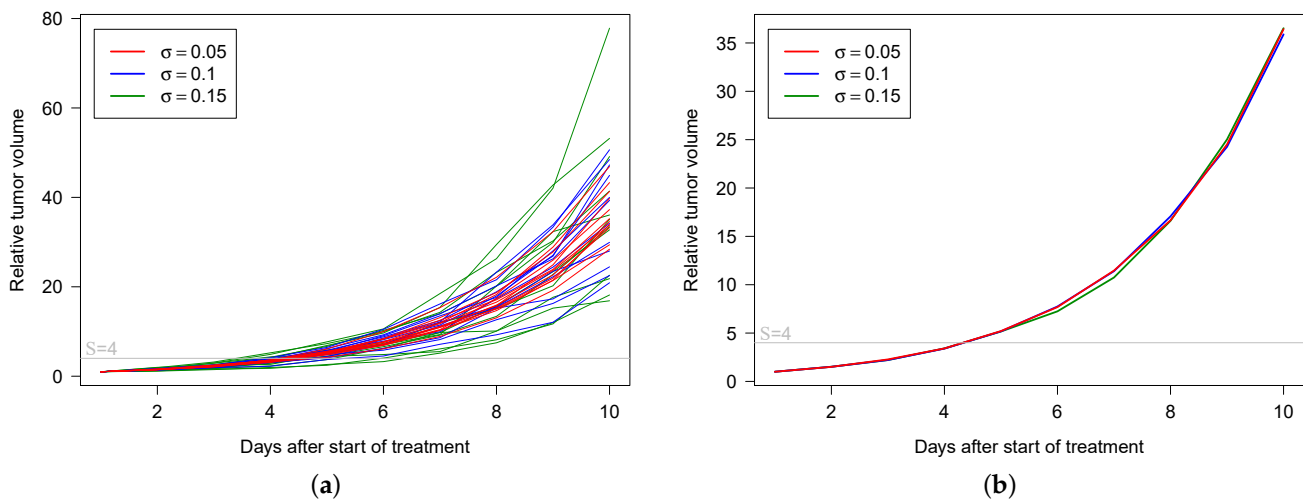 80
60
40
20
0
Relative tumor volume
σ = 0.05
σ = 0.1
σ = 0.15
S=4
2 4 6 8 10
Days after start of treatment
(a)
35
30
25
20
15
10
5
0
Relative tumor volume
σ = 0.05
σ = 0.1
σ = 0.15
S=4
2 4 6 8 10
Days after start of treatment
(b)